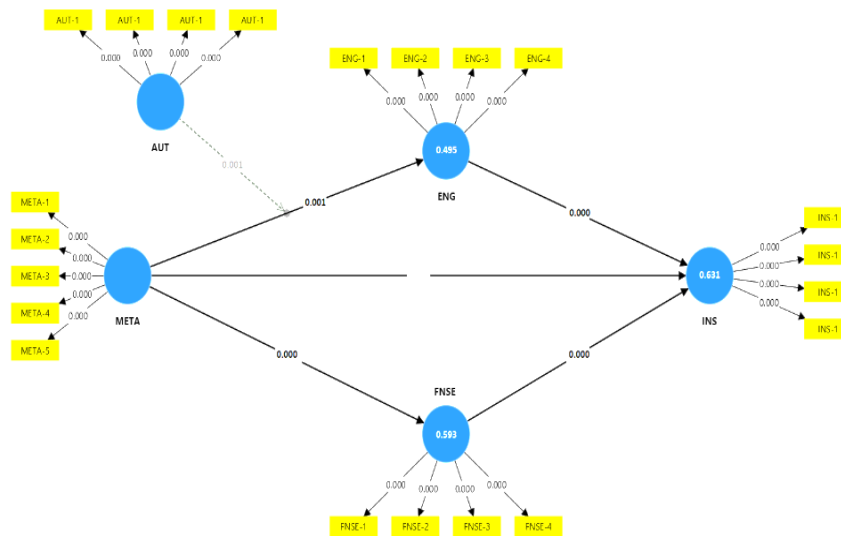 AUT-1 AUT-1 AUT-1 AUT-1
0.000 0.000 0.000 0.000
AUT
0.001
ENG-1 ENG-2 ENG-3 ENG-4
0.000 0.000 0.000 0.000
0.495
ENG
0.001
0.000
META-1
META-2
META-3
META-4
META-5
0.000
0.000
0.000
0.000
0.000
META
INS-1
INS-1
INS-1
INS-1
0.000
0.000
0.000
0.000
0.631
INS
0.000
0.000
FNSE
0.593
0.000 0.000 0.000 0.000
FNSE-1 FNSE-2 FNSE-3 FNSE-4